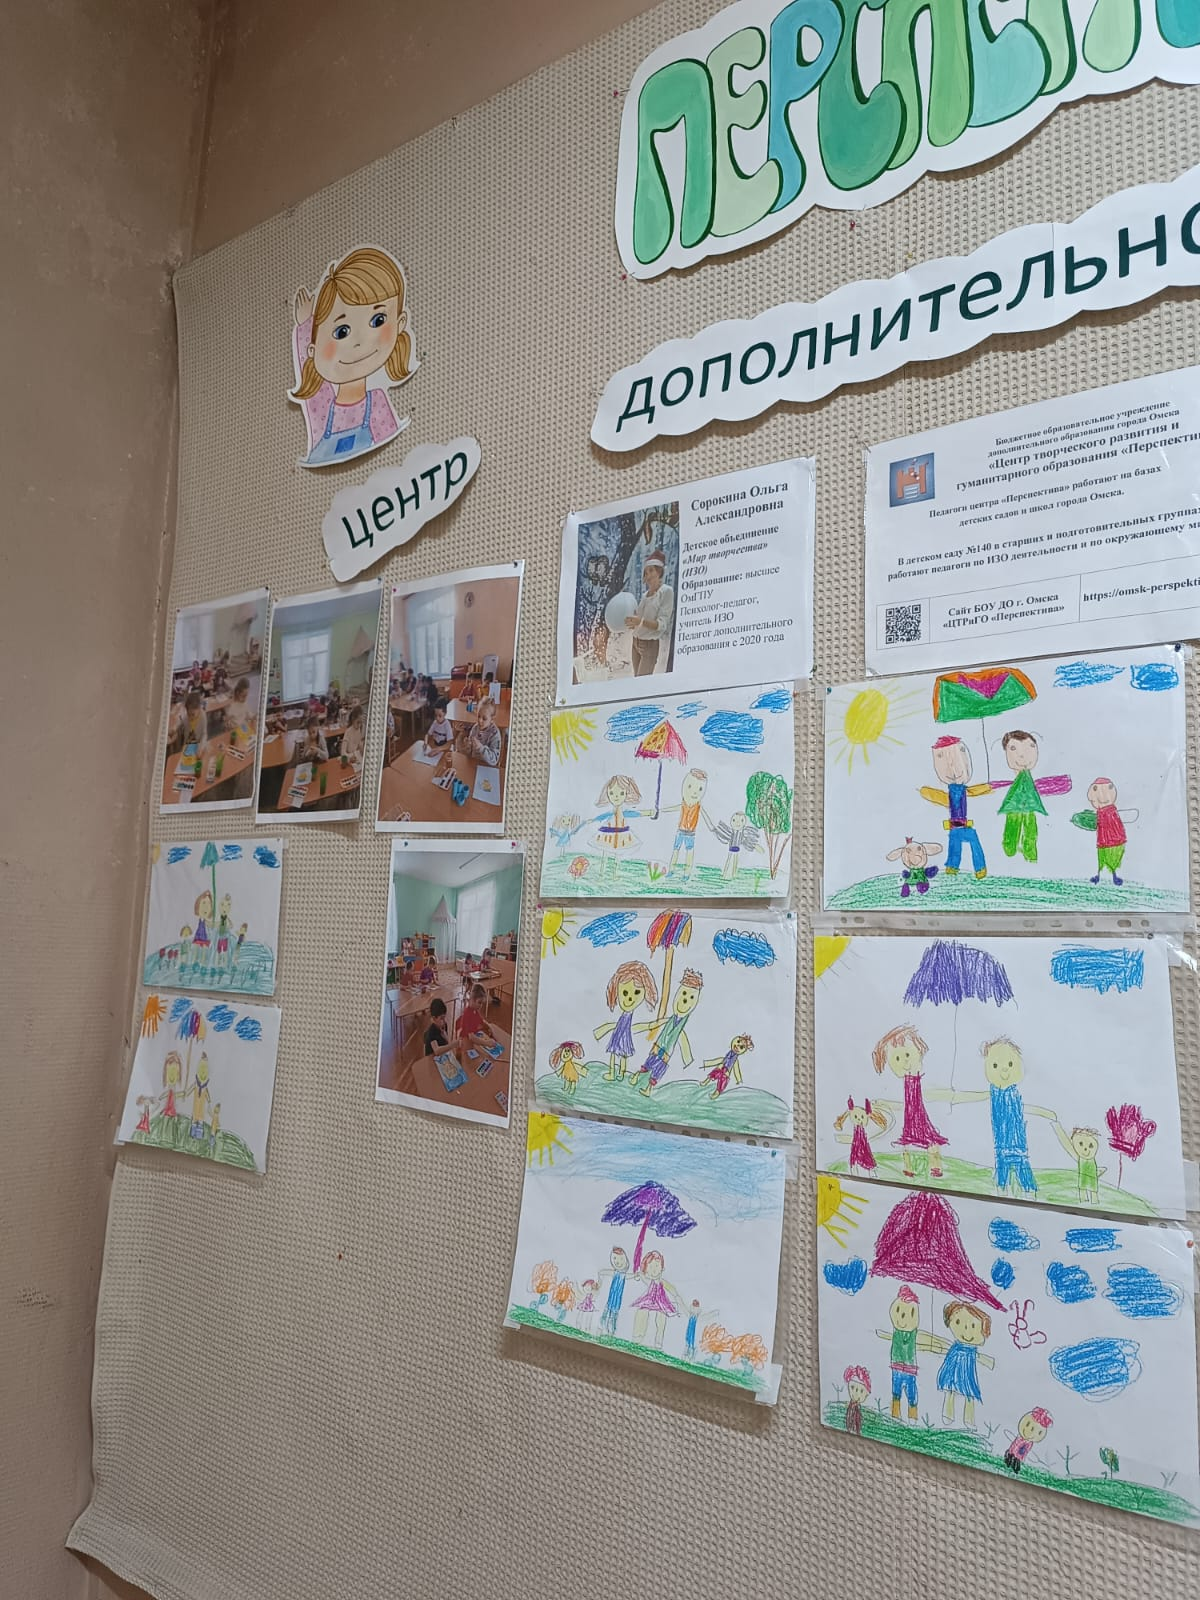 ПЕРСПЕ
дополнительно
центр
Сорокина Ольга
Александровна
Детское объединение
«Мир творчества»
(ИЗО)
Образование: высшее
ОмГПУ
Психолог-педагог,
учитель ИЗО
Педагог дополнительного
образования с 2020 года
Бюджетное образовательное учреждение
дополнительного образования города Омска
«Центр творческого развития и
гуманитарного образования «Перспекти
Педагоги центра «Перспектива» работают на базах
детских садов и школ города Омска.
В детском саду №140 в старших и подготовительных группах
работают педагоги по ИЗО деятельности и по окружающему ми
Сайт БОУ ДО г. Омска
«ЦТРиГО «Перспектива»
https://omsk-perspekti